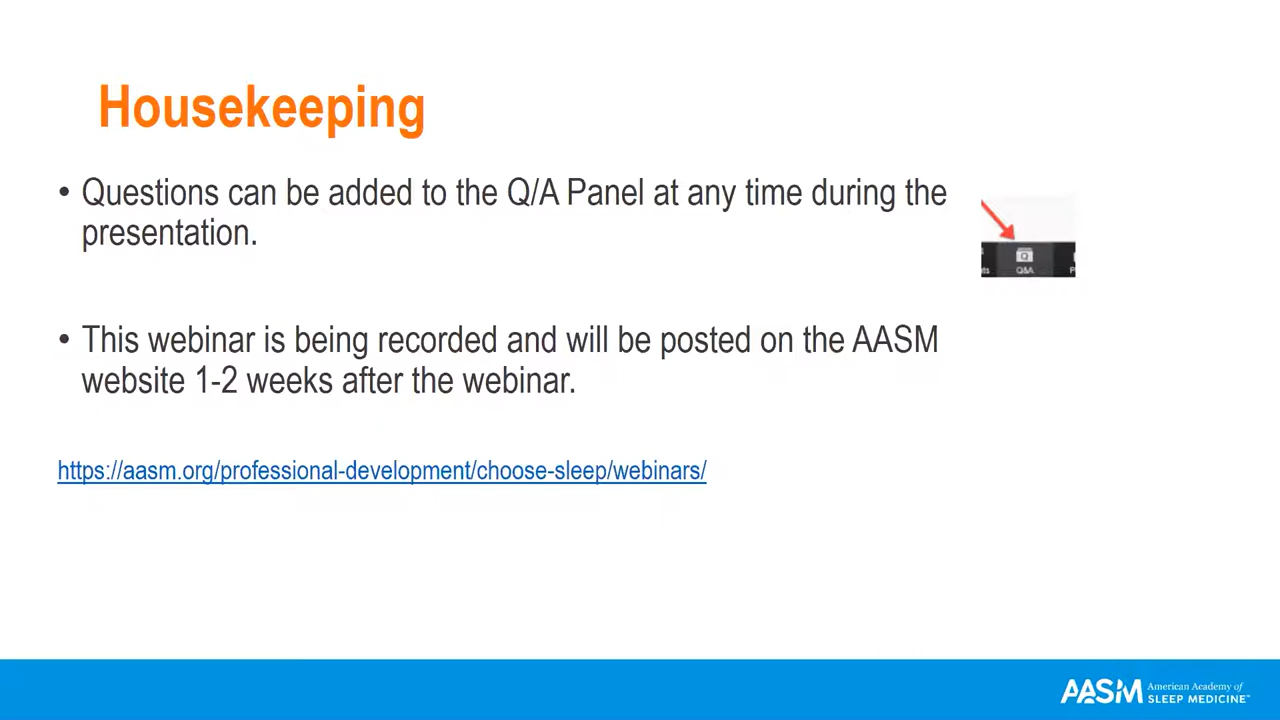 Housekeeping
• Questions can be added to the Q/A Panel at any time during the
presentation.
Q&A
• This webinar is being recorded and will be posted on the AASM
website 1-2 weeks after the webinar.
https://aasm.org/professional-development/choose-sleep/webinars/
AASM American Academy of
SLEEP MEDICINE™